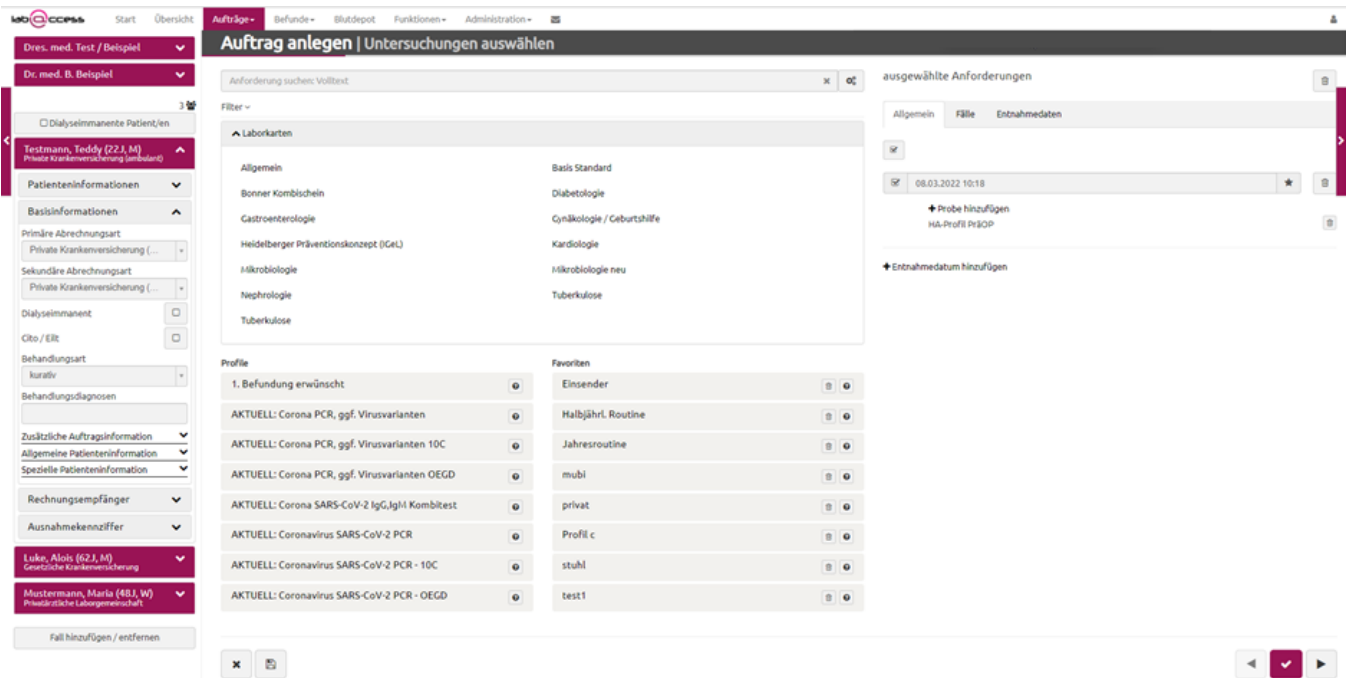 lab@ccess
Start
Übersicht
Aufträge
Befunde
Blutdepot
Funktionen
Administration
Dres. med. Test / Beispiel
Dr. med. B. Beispiel
3
Dialyseimmanente Patient/en
Testmann, Teddy (22J, M)
Private Krankenversicherung (ambulant)
Patienteninformationen
Basisinformationen
Primäre Abrechnungsart
Private Krankenversicherung (...
Sekundäre Abrechnungsart
Private Krankenversicherung (...
Dialyseimmanent
Cito / Eilt
Behandlungsart
kurativ
Behandlungsdiagnosen
Zusätzliche Auftragsinformation
Allgemeine Patienteninformation
Spezielle Patienteninformation
Rechnungsempfänger
Ausnahmekennziffer
Luke, Alois (62J, M)
Gesetzliche Krankenversicherung
Mustermann, Maria (48J, W)
Privatärztliche Laborgemeinschaft
Fall hinzufügen / entfernen
Auftrag anlegen | Untersuchungen auswählen
Anforderung suchen: Volltext
Filter
Laborkarten
Allgemein
Basis Standard
Bonner Kombischein
Diabetologie
Gastroenterologie
Gynäkologie / Geburtshilfe
Heidelberger Präventionskonzept (IGeL)
Kardiologie
Mikrobiologie
Mikrobiologie neu
Nephrologie
Tuberkulose
Tuberkulose
Profile
1. Befundung erwünscht
AKTUELL: Corona PCR, ggf. Virusvarianten
AKTUELL: Corona PCR, ggf. Virusvarianten 10C
AKTUELL: Corona PCR, ggf. Virusvarianten OEGD
AKTUELL: Corona SARS-CoV-2 IgG,IgM Kombitest
AKTUELL: Coronavirus SARS-CoV-2 PCR
AKTUELL: Coronavirus SARS-CoV-2 PCR - 10C
AKTUELL: Coronavirus SARS-CoV-2 PCR - OEGD
Favoriten
Einsender
Halbjährl. Routine
Jahresroutine
mubi
privat
Profil c
stuhl
test1
ausgewählte Anforderungen
Allgemein
Fälle
Entnahmedaten
08.03.2022 10:18
Probe hinzufügen
HA-Profil PräOP
Entnahmedatum hinzufügen